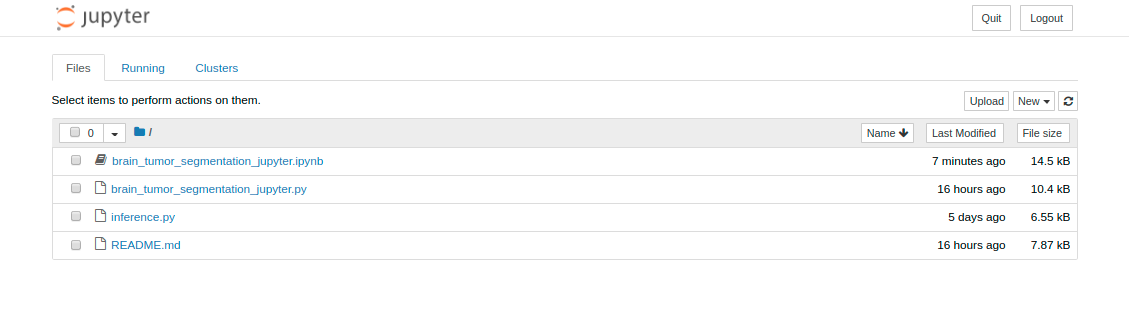 jupyter Quit Logout
Files Running Clusters
Select items to perform actions on them. Upload New
0 / Name Last Modified File size
brain_tumor_segmentation_jupyter.ipynb 7 minutes ago 14.5 kB
brain_tumor_segmentation_jupyter.py 16 hours ago 10.4 kB
inference.py 5 days ago 6.55 kB
README.md 16 hours ago 7.87 kB